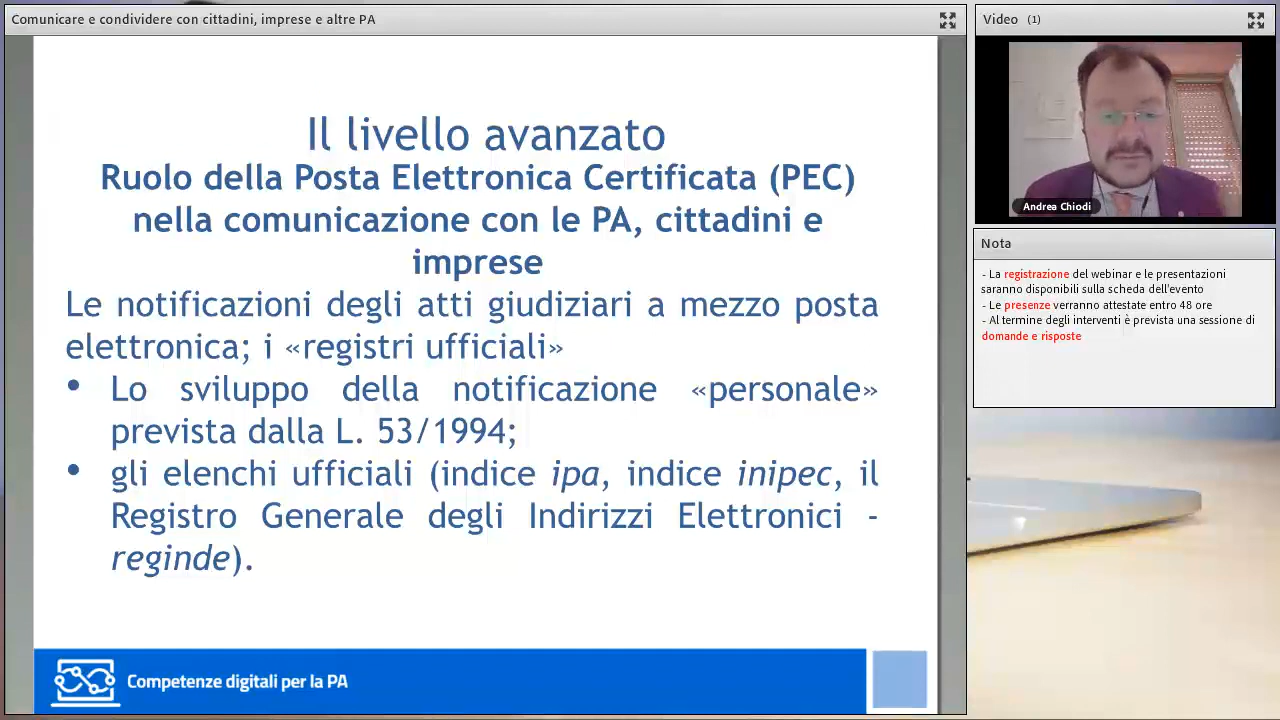 Comunicare e condividere con cittadini, imprese e altre PA
Il livello avanzato
Ruolo della Posta Elettronica Certificata (PEC)
nella comunicazione con le PA, cittadini e
imprese
Le notificazioni degli atti giudiziari a mezzo posta
elettronica; i «registri ufficiali»
• Lo sviluppo della notificazione «personale»
prevista dalla L. 53/1994;
• gli elenchi ufficiali (indice ipa, indice inipec, il
Registro Generale degli Indirizzi Elettronici -
reginde).
Competenze digitali per la PA
Video (1)
Andrea Chiodi
Nota
- La registrazione del webinar e le presentazioni
saranno disponibili sulla scheda dell'evento
- Le presenze verranno attestate entro 48 ore
- Al termine degli interventi è prevista una sessione di
domande e risposte